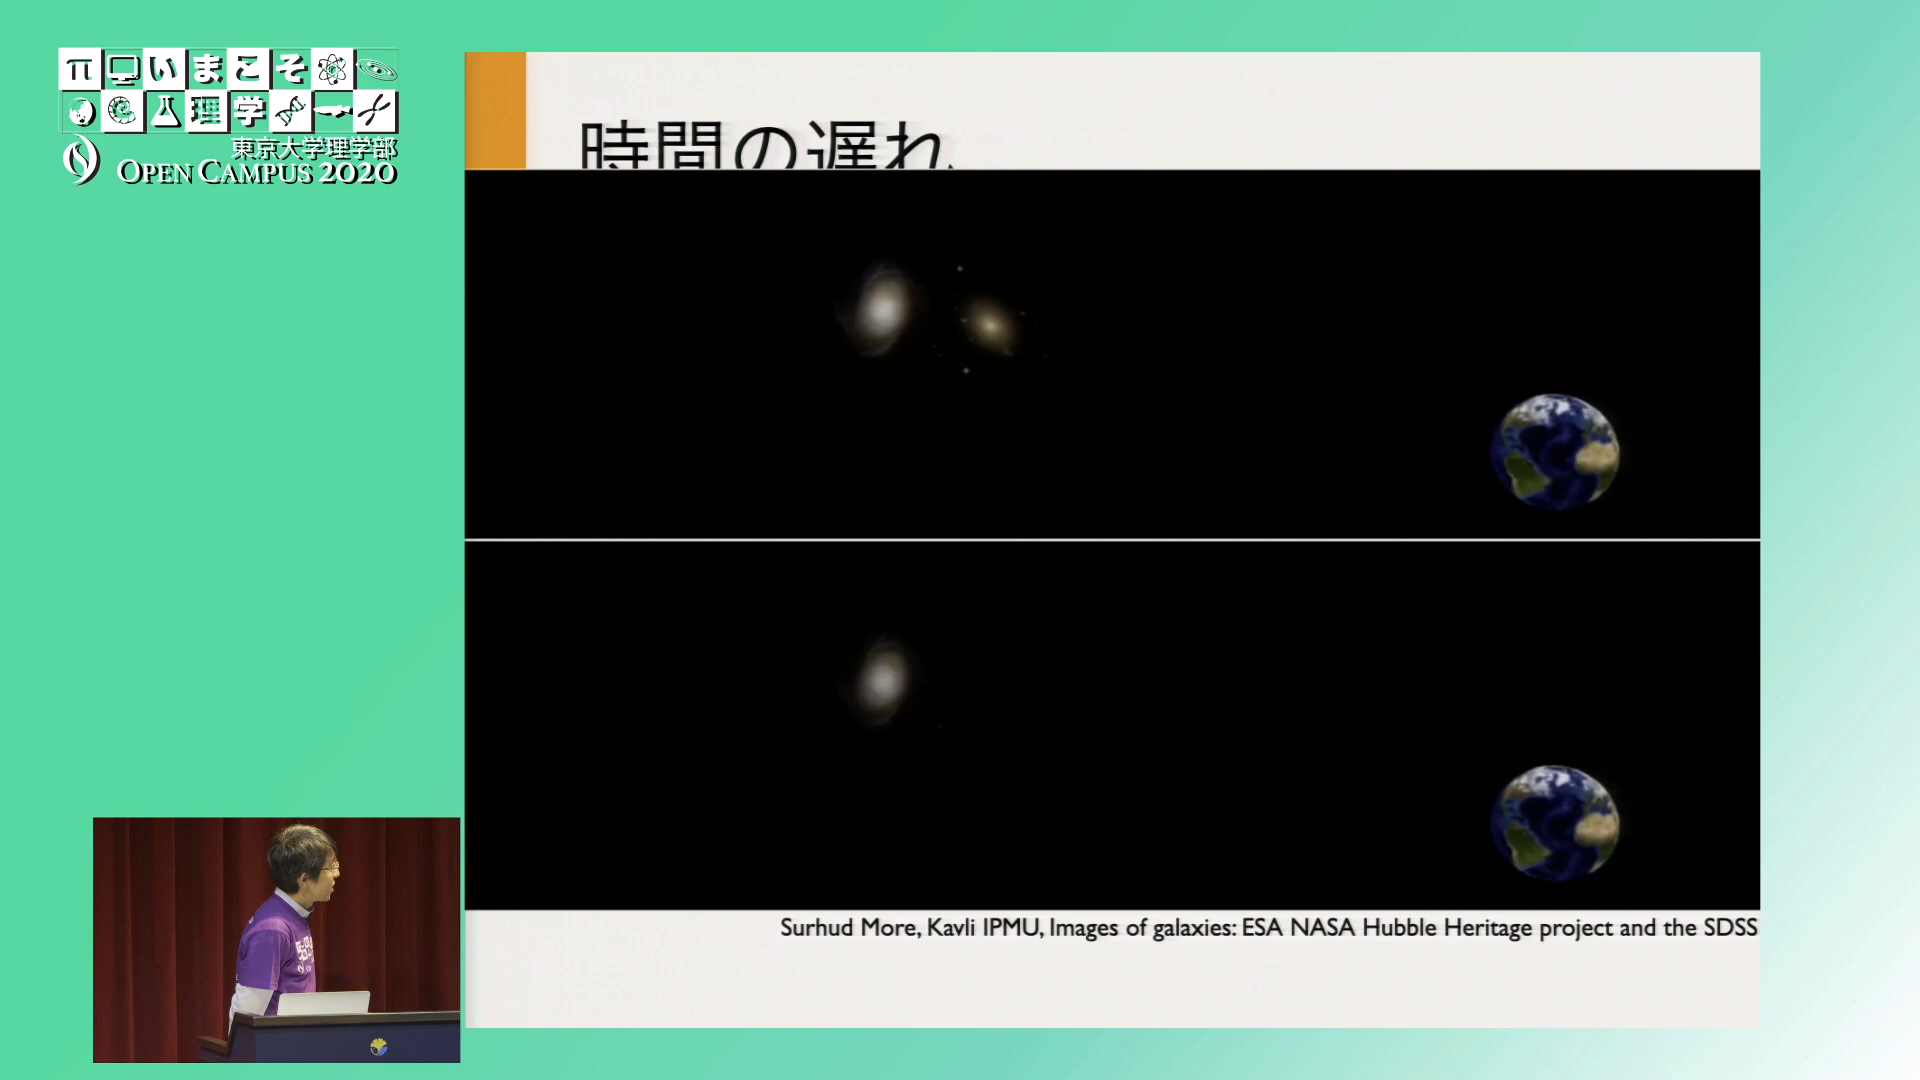 πいまこそ
理学
東京大学理学部
OPEN CAMPUS 2020
時間の遅れ
Surhud More, Kavli IPMU, Images of galaxies: ESA NASA Hubble Heritage project and the SDSS